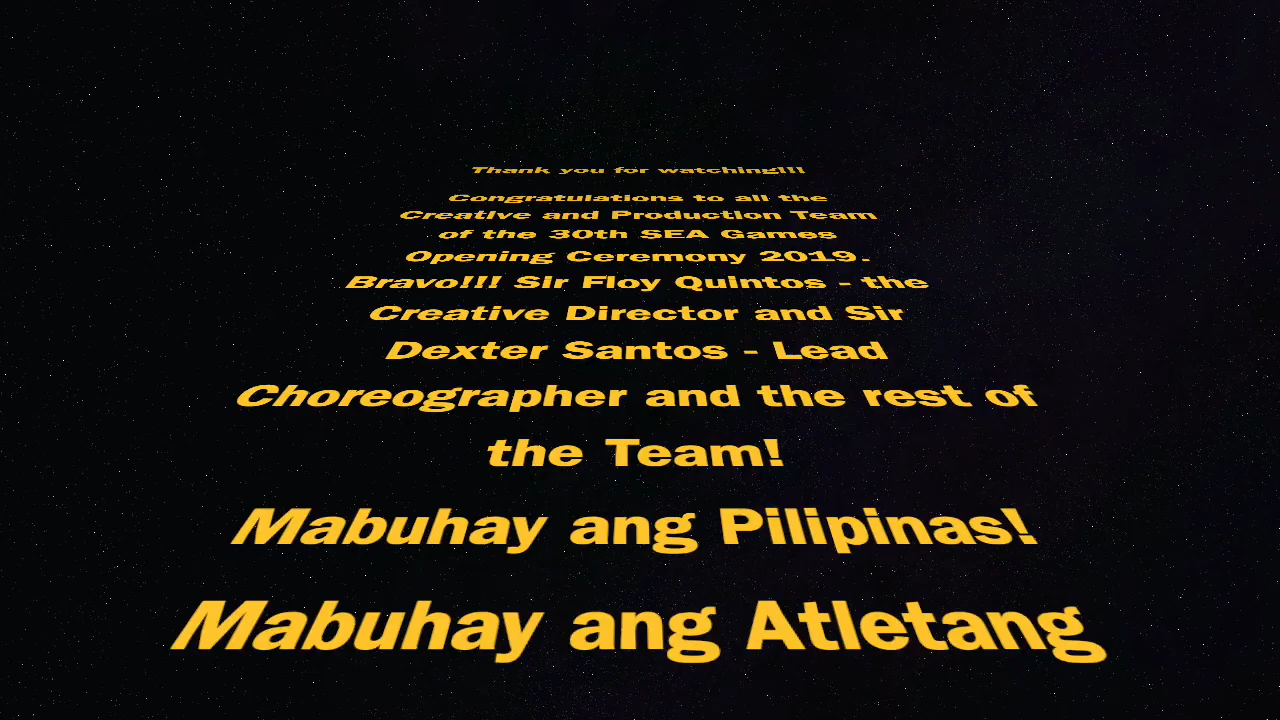 Thank you for watching!!!
Congratulations to all the
Creative and Production Team
of the 30th SEA Games
Opening Ceremony 2019.
Bravo!!! Sir Floy Quintos - the
Creative Director and Sir
Dexter Santos - Lead
Choreographer and the rest of
the Team!
Mabuhay ang Pilipinas!
Mabuhay ang Atletang